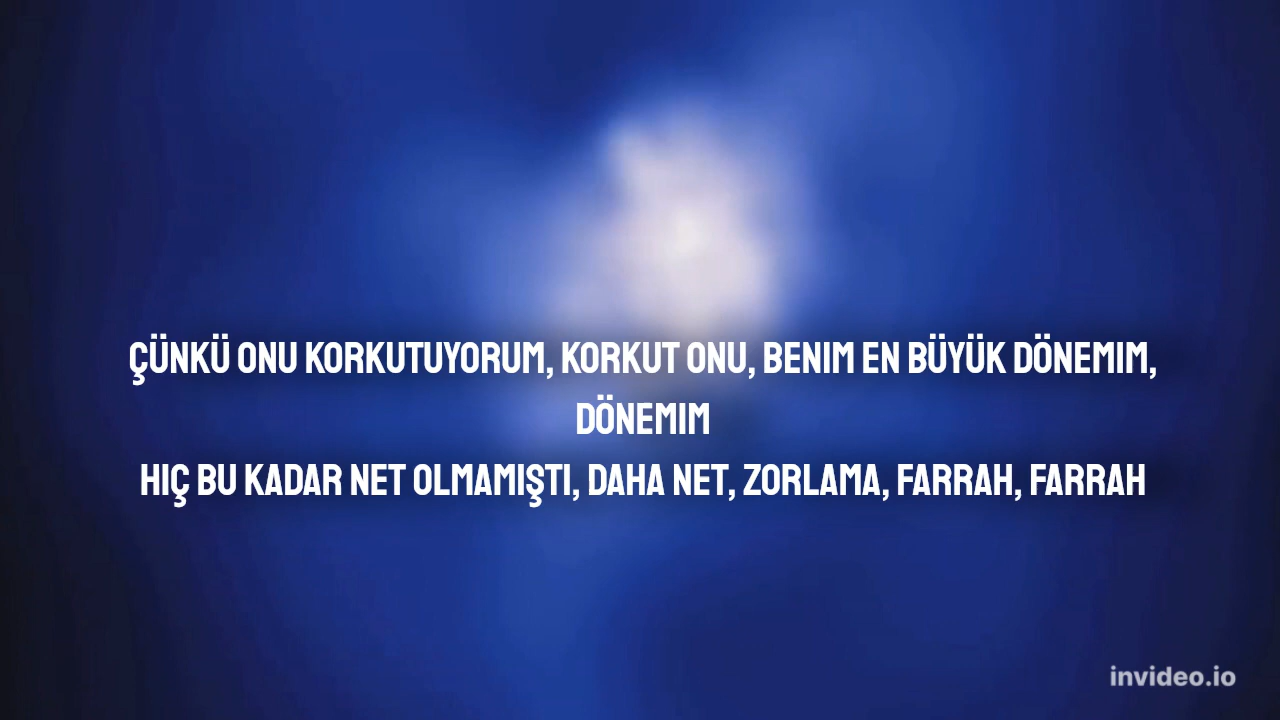 ÇÜNKÜ ONU KORKUTUYORUM, KORKUT ONU, BENIM EN BÜYÜK DÖNEMIM,
DÖNEMIM
HIÇ BU KADAR NET OLMAMIŞTI, DAHA NET, ZORLAMA, FARRAH, FARRAH
invideo.io